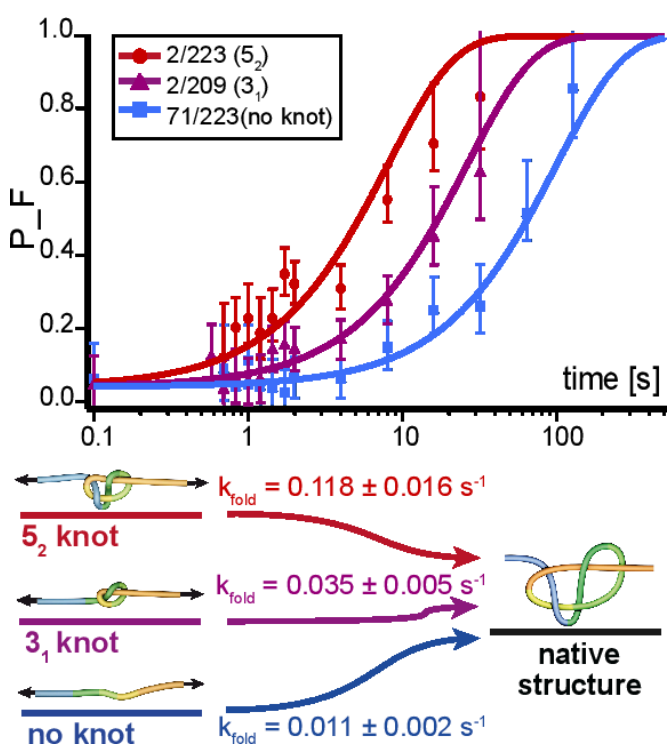 1.0
0.8
0.6
0.4
0.2
0.0
P_F
2/223 (5₂)
2/209 (3₁)
71/223(no knot)
time [s]
0.1 1 10 100
k_fold = 0.118 ± 0.016 s⁻¹
5₂ knot
k_fold = 0.035 ± 0.005 s⁻¹
3₁ knot
native
structure
no knot
k_fold = 0.011 ± 0.002 s⁻¹